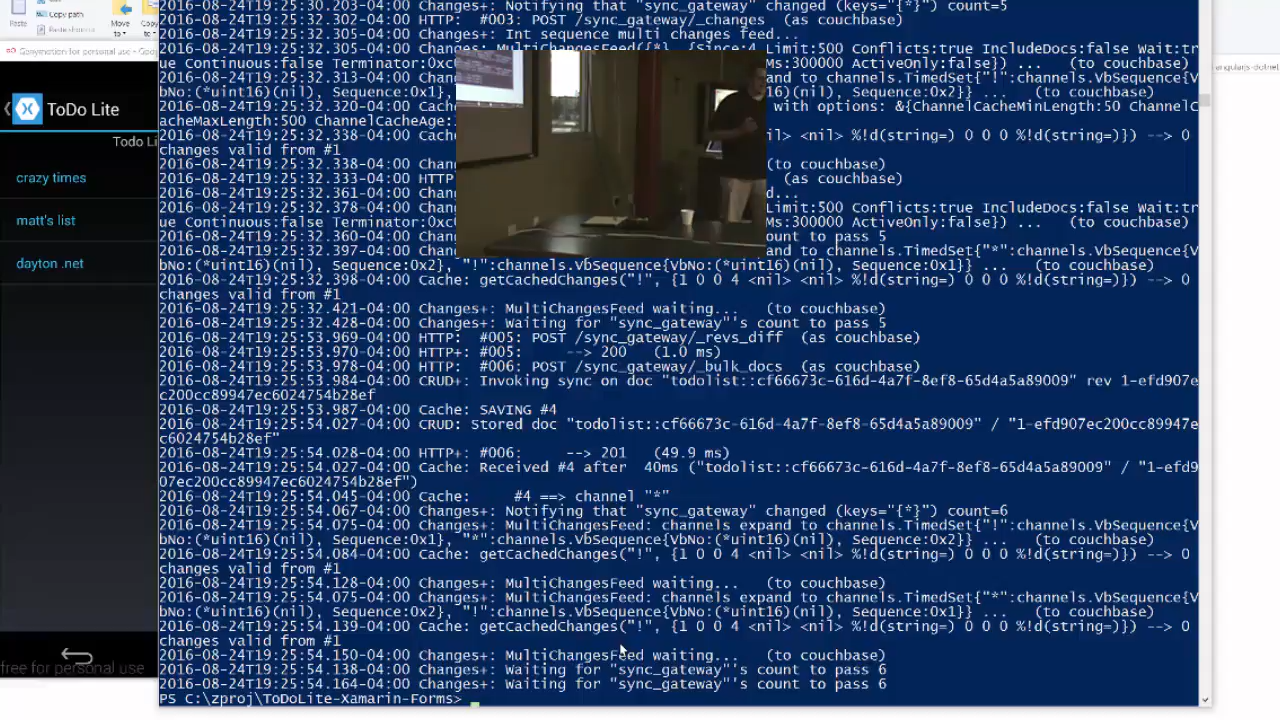 Paste
Copy path
Paste shortcut
Move
Copy
to
to
Genymotion for personal use - Goo
ToDo Lite
Todo Li
crazy times
matt's list
dayton .net
free for personal use
angularjs-dotnet
2016-08-24T19:25:30.203-04:00 Changes+: Notifying that "sync_gateway" changed (keys="{*}") count=5
2016-08-24T19:25:32.302-04:00 HTTP:  #003: POST /sync_gateway/_changes  (as couchbase)
2016-08-24T19:25:32.305-04:00 Changes+: Int sequence multi changes feed...
2016-08-24T19:25:32.305-04:00 Changes: MultiChangesFeed({*}, {Since:4 Limit:500 Conflicts:true IncludeDocs:false Wait:tr
ue Continuous:false Terminator:0xc Ms:300000 ActiveOnly:false}) ...  (to couchbase)
2016-08-24T19:25:32.313-04:00 Chan and to channels.TimedSet{"!":channels.VbSequence{V
bNo:(*uint16)(nil), Sequence:0x1} VbNo:(*uint16)(nil), Sequence:0x2}} ...  (to couchbase)
2016-08-24T19:25:32.320-04:00 Cach with options: &{ChannelCacheMinLength:50 ChannelC
acheMaxLength:500 ChannelCacheAge:
2016-08-24T19:25:32.338-04:00 Cach nil> <nil> %!d(string=) 0 0 0 %!d(string=)}) --> 0
changes valid from #1
2016-08-24T19:25:32.338-04:00 Chan (to couchbase)
2016-08-24T19:25:32.333-04:00 HTTP (as couchbase)
2016-08-24T19:25:32.361-04:00 Chan d...
2016-08-24T19:25:32.378-04:00 Chan Limit:500 Conflicts:true IncludeDocs:false Wait:tr
ue Continuous:false Terminator:0xc Ms:300000 ActiveOnly:false}) ...  (to couchbase)
2016-08-24T19:25:32.360-04:00 Chan ount to pass 5
2016-08-24T19:25:32.397-04:00 Chan and to channels.TimedSet{"*":channels.VbSequence{V
bNo:(*uint16)(nil), Sequence:0x2}, "!":channels.VbSequence{VbNo:(*uint16)(nil), Sequence:0x1}} ...  (to couchbase)
2016-08-24T19:25:32.398-04:00 Cache: getCachedChanges("!", {1 0 0 4 <nil> <nil> %!d(string=) 0 0 0 %!d(string=)}) --> 0
changes valid from #1
2016-08-24T19:25:32.421-04:00 Changes+: MultiChangesFeed waiting...  (to couchbase)
2016-08-24T19:25:32.428-04:00 Changes+: Waiting for "sync_gateway"'s count to pass 5
2016-08-24T19:25:53.969-04:00 HTTP:  #005: POST /sync_gateway/_revs_diff  (as couchbase)
2016-08-24T19:25:53.970-04:00 HTTP+: #005:     --> 200   (1.0 ms)
2016-08-24T19:25:53.978-04:00 HTTP:  #006: POST /sync_gateway/_bulk_docs  (as couchbase)
2016-08-24T19:25:53.984-04:00 CRUD+: Invoking sync on doc "todolist::cf66673c-616d-4a7f-8ef8-65d4a5a89009" rev 1-efd907e
c200cc89947ec6024754b28ef
2016-08-24T19:25:53.987-04:00 Cache: SAVING #4
2016-08-24T19:25:54.027-04:00 CRUD: Stored doc "todolist::cf66673c-616d-4a7f-8ef8-65d4a5a89009" / "1-efd907ec200cc89947e
c6024754b28ef"
2016-08-24T19:25:54.028-04:00 HTTP+: #006:     --> 201   (49.9 ms)
2016-08-24T19:25:54.027-04:00 Cache: Received #4 after  40ms ("todolist::cf66673c-616d-4a7f-8ef8-65d4a5a89009" / "1-efd9
07ec200cc89947ec6024754b28ef")
2016-08-24T19:25:54.045-04:00 Cache:     #4 ==> channel "*"
2016-08-24T19:25:54.067-04:00 Changes+: Notifying that "sync_gateway" changed (keys="{*}") count=6
2016-08-24T19:25:54.075-04:00 Changes+: MultiChangesFeed: channels expand to channels.TimedSet{"!":channels.VbSequence{V
bNo:(*uint16)(nil), Sequence:0x1}, "*":channels.VbSequence{VbNo:(*uint16)(nil), Sequence:0x2}} ...  (to couchbase)
2016-08-24T19:25:54.084-04:00 Cache: getCachedChanges("!", {1 0 0 4 <nil> <nil> %!d(string=) 0 0 0 %!d(string=)}) --> 0
changes valid from #1
2016-08-24T19:25:54.128-04:00 Changes+: MultiChangesFeed waiting...  (to couchbase)
2016-08-24T19:25:54.075-04:00 Changes+: MultiChangesFeed: channels expand to channels.TimedSet{"*":channels.VbSequence{V
bNo:(*uint16)(nil), Sequence:0x2}, "!":channels.VbSequence{VbNo:(*uint16)(nil), Sequence:0x1}} ...  (to couchbase)
2016-08-24T19:25:54.139-04:00 Cache: getCachedChanges("!", {1 0 0 4 <nil> <nil> %!d(string=) 0 0 0 %!d(string=)}) --> 0
changes valid from #1
2016-08-24T19:25:54.150-04:00 Changes+: MultiChangesFeed waiting...  (to couchbase)
2016-08-24T19:25:54.138-04:00 Changes+: Waiting for "sync_gateway"'s count to pass 6
2016-08-24T19:25:54.164-04:00 Changes+: Waiting for "sync_gateway"'s count to pass 6
PS C:\zproj\ToDoLite-Xamarin-Forms>